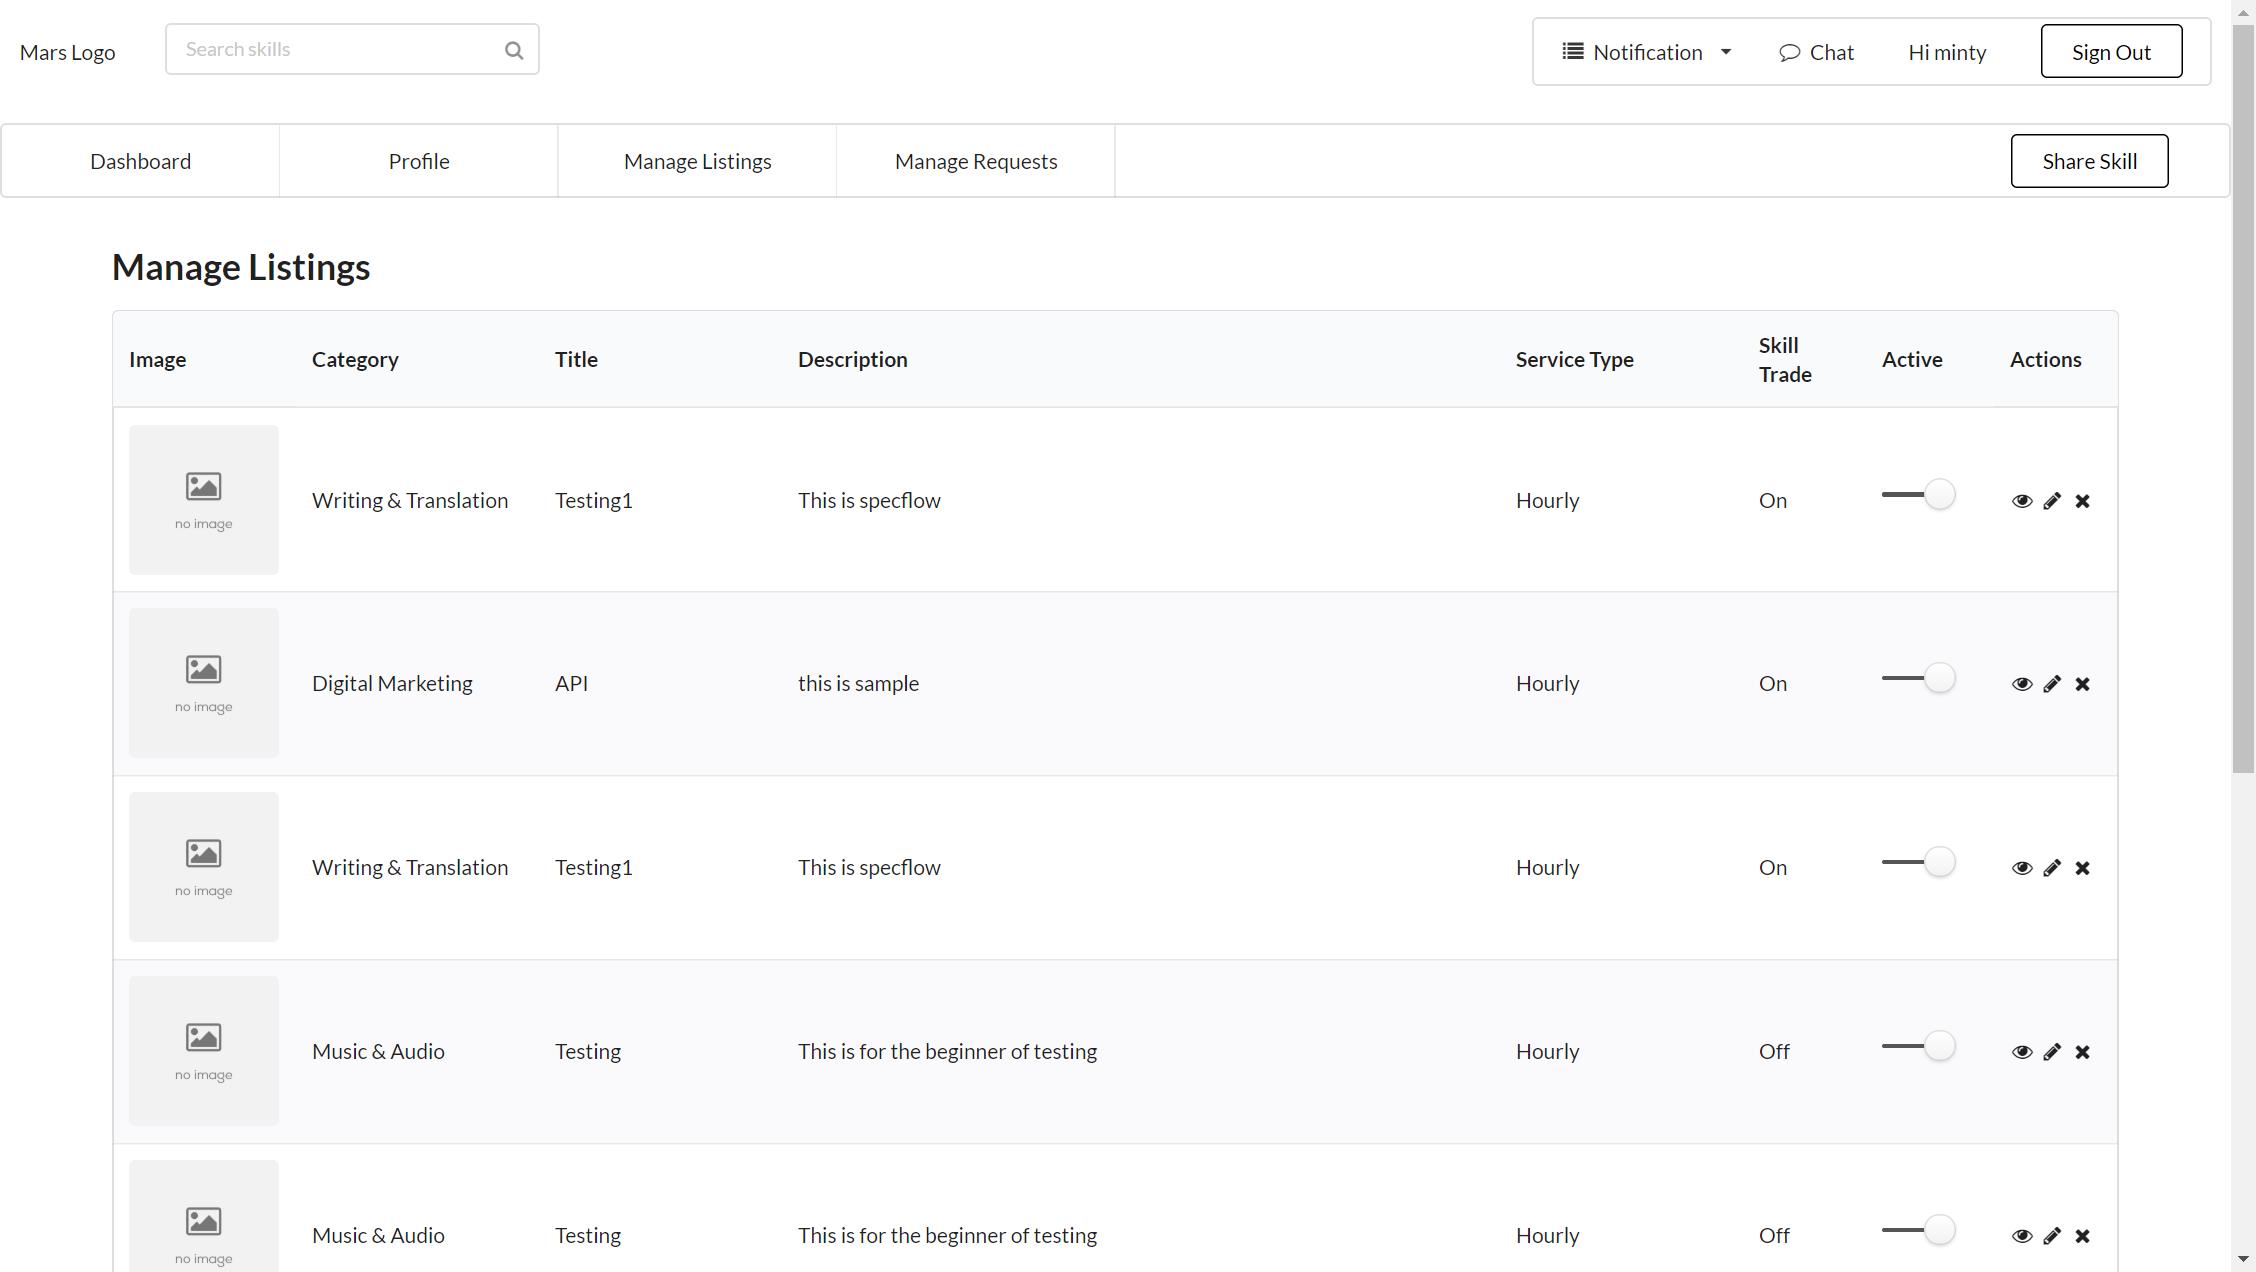 Mars Logo
Search skills
Notification
Chat
Hi minty
Sign Out
Dashboard
Profile
Manage Listings
Manage Requests
Share Skill
Manage Listings
Image Category Title Description Service Type Skill Trade Active Actions
no image
Writing & Translation Testing1 This is specflow Hourly On
no image
Digital Marketing API this is sample Hourly On
no image
Writing & Translation Testing1 This is specflow Hourly On
no image
Music & Audio Testing This is for the beginner of testing Hourly Off
no image
Music & Audio Testing This is for the beginner of testing Hourly Off